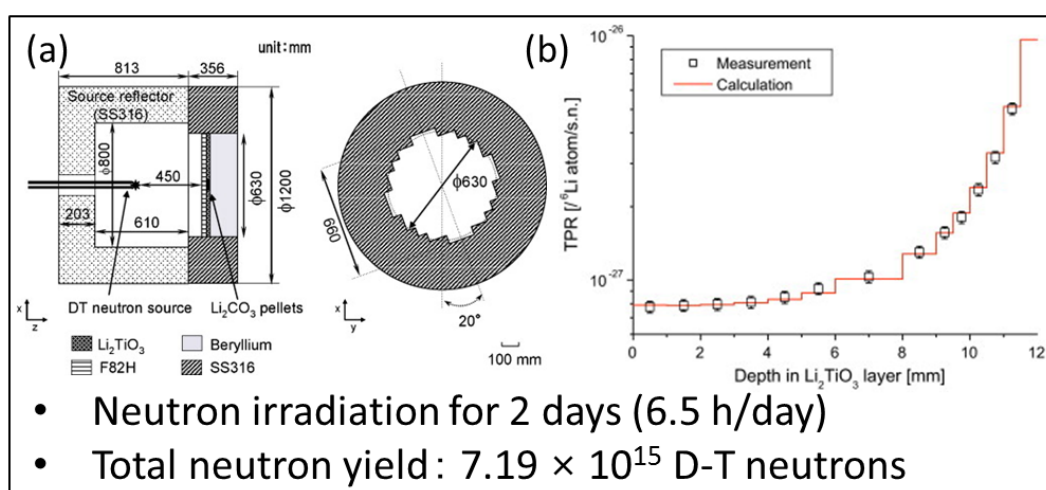 (a)
unit:mm
813
356
Source reflector
(SS316)
ϕ800
450
203
610
ϕ630
ϕ1200
DT neutron source
Li₂CO₃ pellets
x
z
Li₂TiO₃
Beryllium
F82H
SS316
ϕ630
660
20°
x
y
100 mm
(b)
10⁻²⁶
10⁻²⁷
TPR [/⁶Li atom/s.n.]
Measurement
Calculation
0 2 4 6 8 10 12
Depth in Li₂TiO₃ layer [mm]
• Neutron irradiation for 2 days (6.5 h/day)
• Total neutron yield : 7.19 × 10¹⁵ D-T neutrons